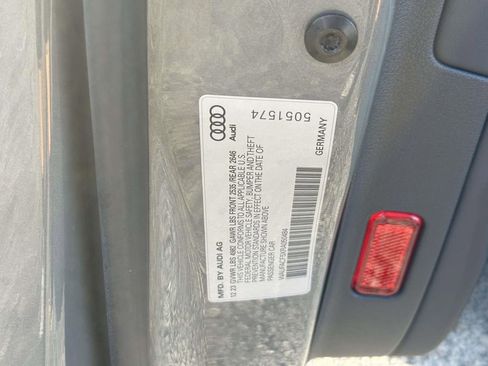 Audi
5051574
GERMANY
MFD. BY AUDI AG
12.23 GVWR LBS 4982 GAWR LBS FRONT 2535 /REAR 2646
THIS VEHICLE CONFORMS TO ALL APPLICABLE U.S.
FEDERAL MOTOR VEHICLE SAFETY, BUMPER AND THEFT
PREVENTION STANDARDS IN EFFECT ON THE DATE OF
MANUFACTURE SHOWN ABOVE.
PASSENGER CAR